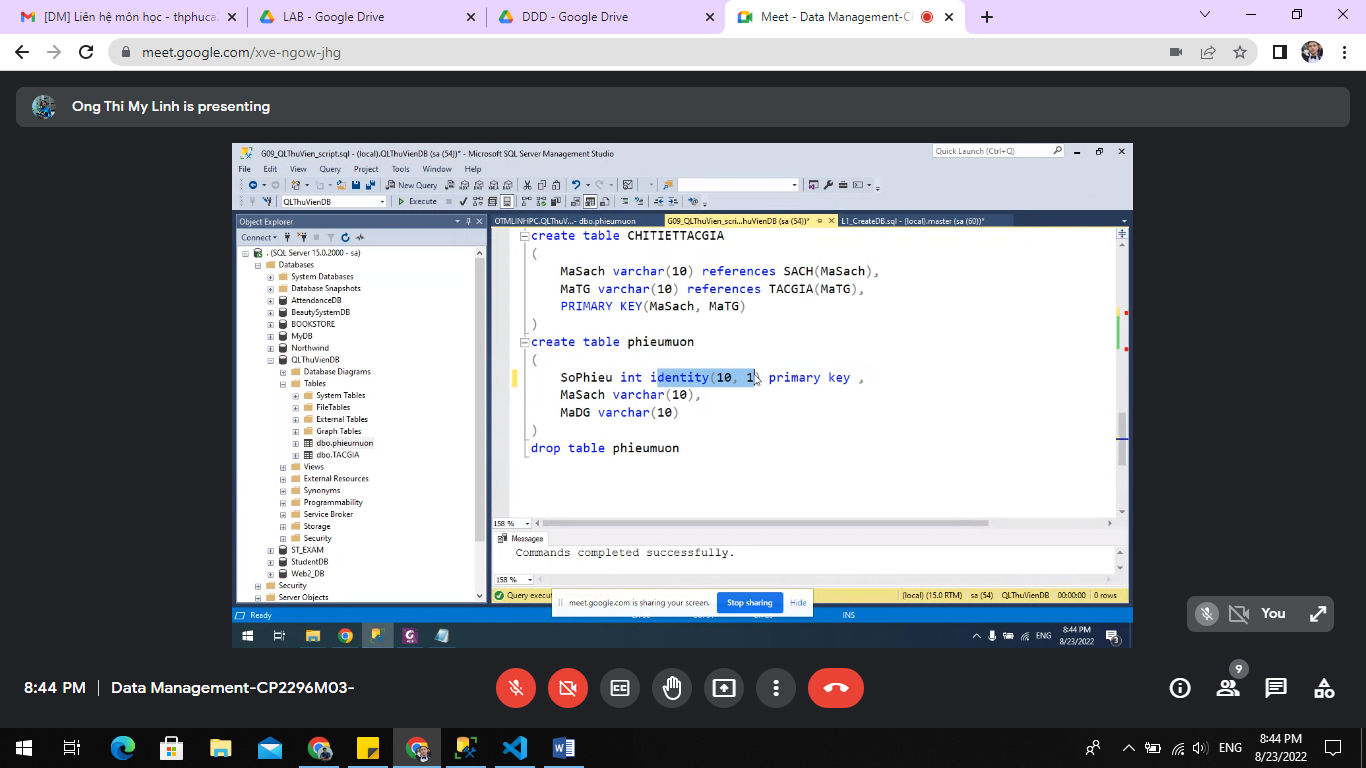 [DM] Liên hệ môn học - thphuca.
LAB - Google Drive
DDD - Google Drive
Meet - Data Management-CP
meet.google.com/xve-ngow-jhg
Ong Thi My Linh is presenting
G09_QLThuVien_script.sql - (local).QLThuVienDB (sa (54))* - Microsoft SQL Server Management Studio
Quick Launch (Ctrl+Q)
File Edit View Query Project Tools Window Help
New Query
QLThuVienDB
Execute
Object Explorer
OTMLINHPC.QLThuV...- dbo.phieumuon
G09_QLThuVien_scri...huVienDB (sa (54))*
L1_CreateDB.sql - (local).master (sa (60))*
Connect
. (SQL Server 15.0.2000 - sa)
Databases
System Databases
Database Snapshots
AttendanceDB
BeautySystemDB
BOOKSTORE
MyDB
Northwind
QLThuVienDB
Database Diagrams
Tables
System Tables
FileTables
External Tables
Graph Tables
dbo.phieumuon
dbo.TACGIA
Views
External Resources
Synonyms
Programmability
Service Broker
Storage
Security
ST_EXAM
StudentDB
Web2_DB
Security
Server Objects
create table CHITIETTACGIA
(
MaSach varchar(10) references SACH(MaSach),
MaTG varchar(10) references TACGIA(MaTG),
PRIMARY KEY(MaSach, MaTG)
)
create table phieumuon
(
SoPhieu int identity(10, 1) primary key ,
MaSach varchar(10),
MaDG varchar(10)
)
drop table phieumuon
158 %
Messages
Commands completed successfully.
158 %
Query execu
(local) (15.0 RTM)
sa (54)
QLThuVienDB
00:00:00
0 rows
meet.google.com is sharing your screen.
Stop sharing
Hide
Ready
INS
ENG
8:44 PM
8/23/2022
3
You
8:44 PM
Data Management-CP2296M03-
9
ENG
8:44 PM
8/23/2022